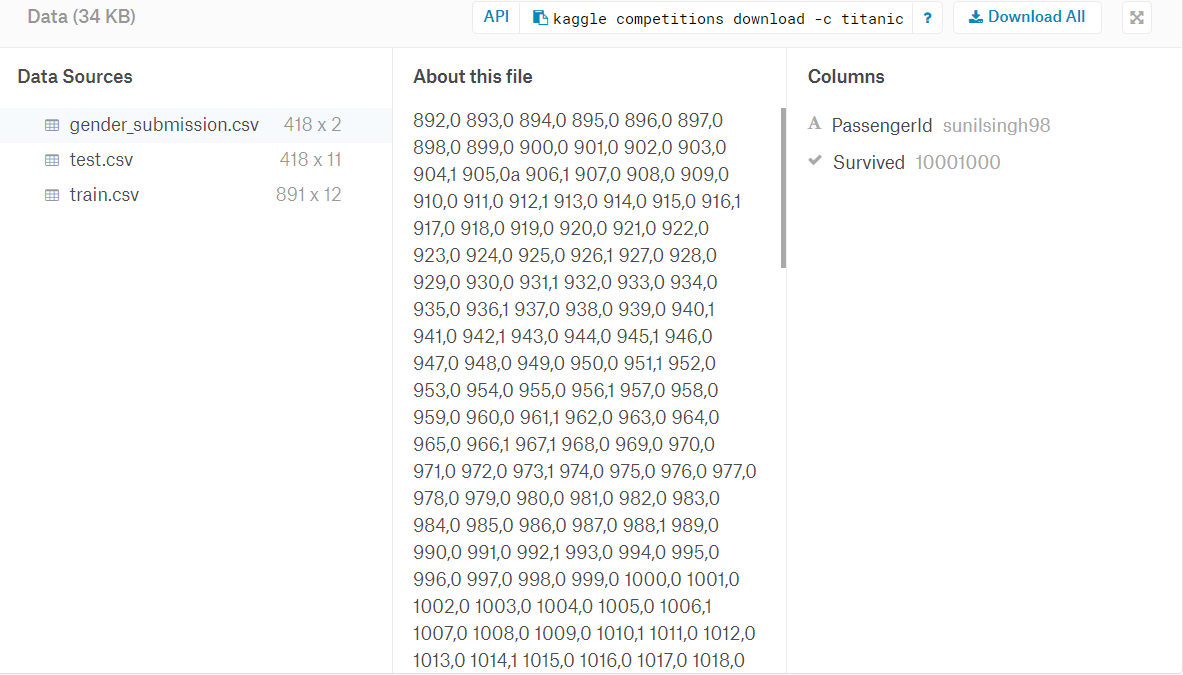 Data (34 KB)
API
kaggle competitions download -c titanic
?
Download All
Data Sources
gender_submission.csv 418 x 2
test.csv 418 x 11
train.csv 891 x 12
About this file
892,0 893,0 894,0 895,0 896,0 897,0
898,0 899,0 900,0 901,0 902,0 903,0
904,1 905,0a 906,1 907,0 908,0 909,0
910,0 911,0 912,1 913,0 914,0 915,0 916,1
917,0 918,0 919,0 920,0 921,0 922,0
923,0 924,0 925,0 926,1 927,0 928,0
929,0 930,0 931,1 932,0 933,0 934,0
935,0 936,1 937,0 938,0 939,0 940,1
941,0 942,1 943,0 944,0 945,1 946,0
947,0 948,0 949,0 950,0 951,1 952,0
953,0 954,0 955,0 956,1 957,0 958,0
959,0 960,0 961,1 962,0 963,0 964,0
965,0 966,1 967,1 968,0 969,0 970,0
971,0 972,0 973,1 974,0 975,0 976,0 977,0
978,0 979,0 980,0 981,0 982,0 983,0
984,0 985,0 986,0 987,0 988,1 989,0
990,0 991,0 992,1 993,0 994,0 995,0
996,0 997,0 998,0 999,0 1000,0 1001,0
1002,0 1003,0 1004,0 1005,0 1006,1
1007,0 1008,0 1009,0 1010,1 1011,0 1012,0
1013,0 1014,1 1015,0 1016,0 1017,0 1018,0
Columns
A PassengerId sunilsingh98
Survived 10001000